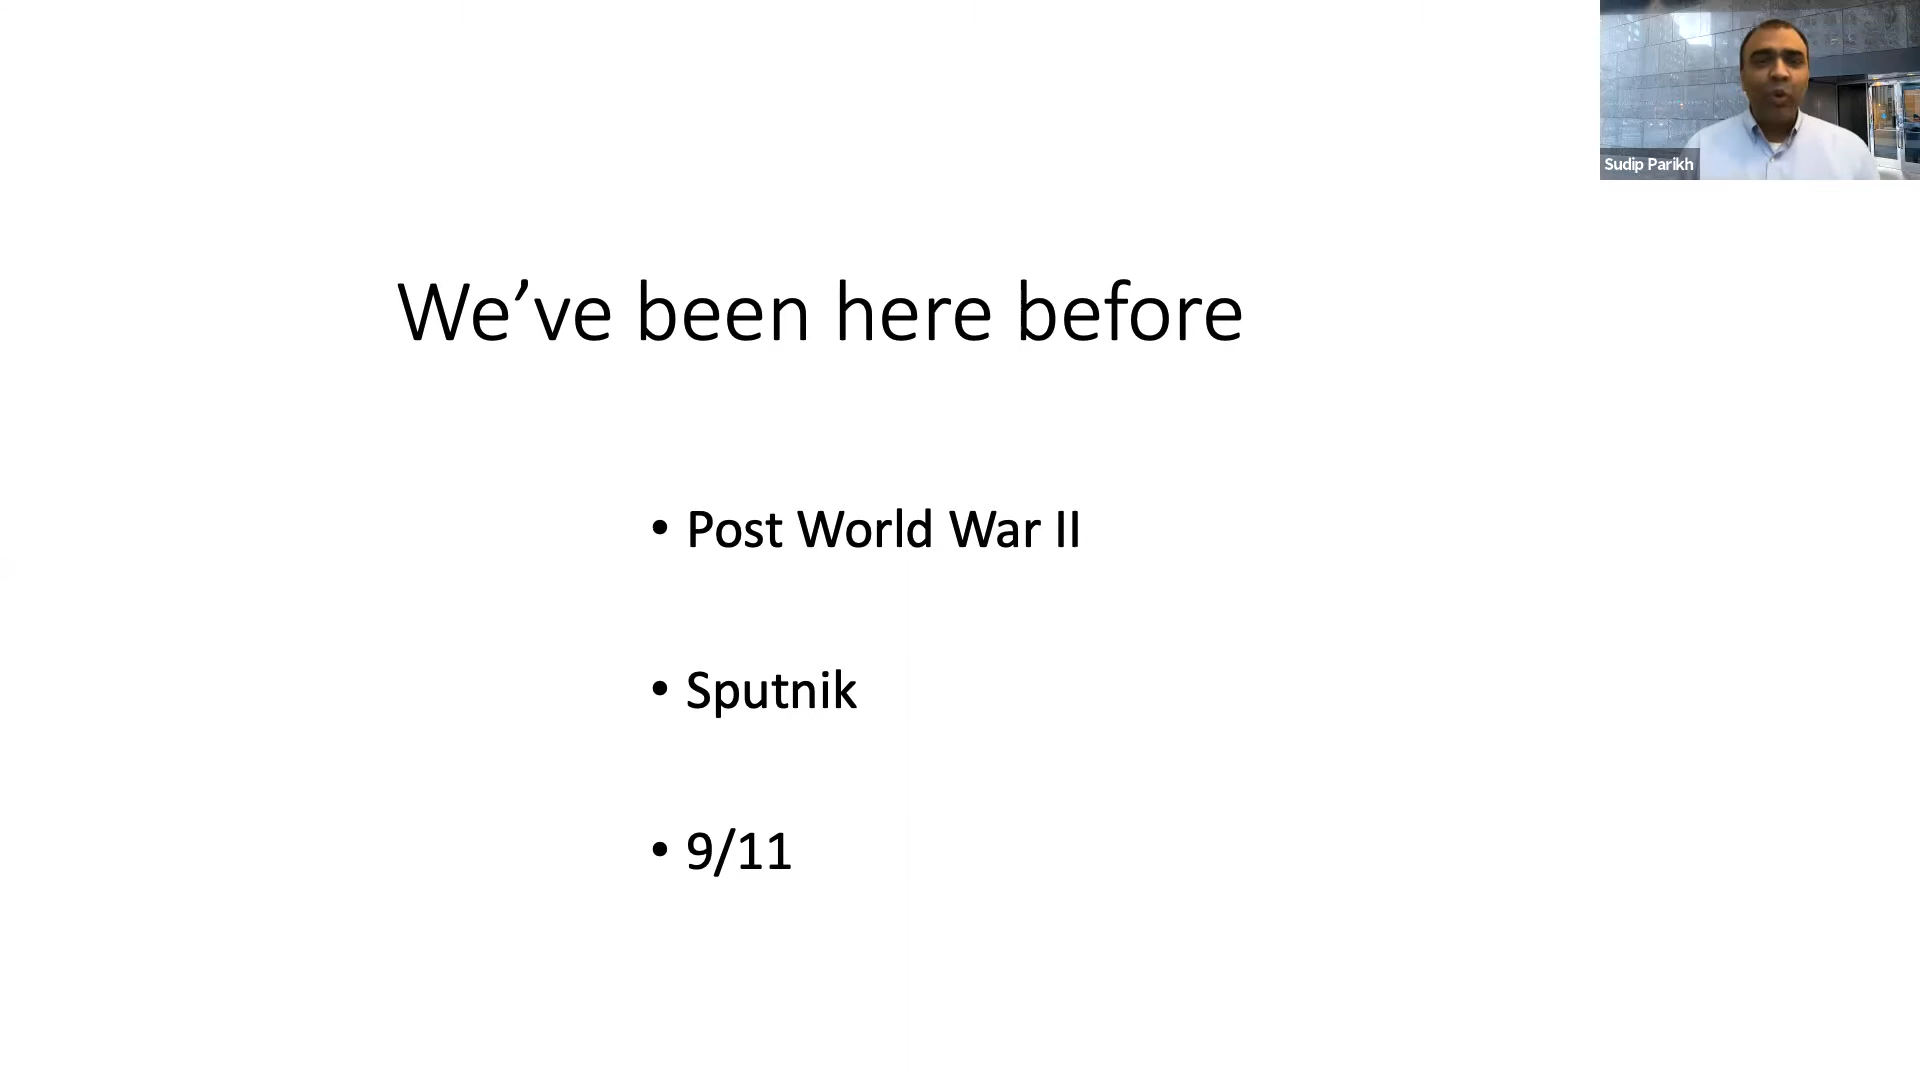 Sudip Parikh
We’ve been here before
• Post World War II
• Sputnik
• 9/11